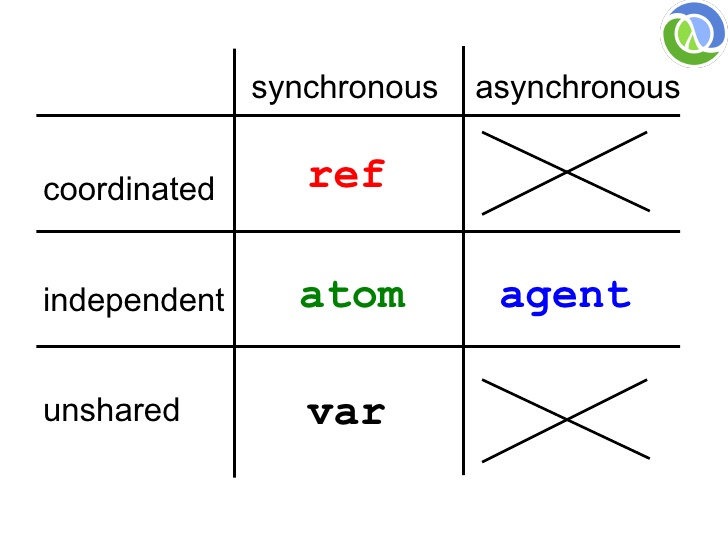 synchronous asynchronous
coordinated ref
independent atom agent
unshared var